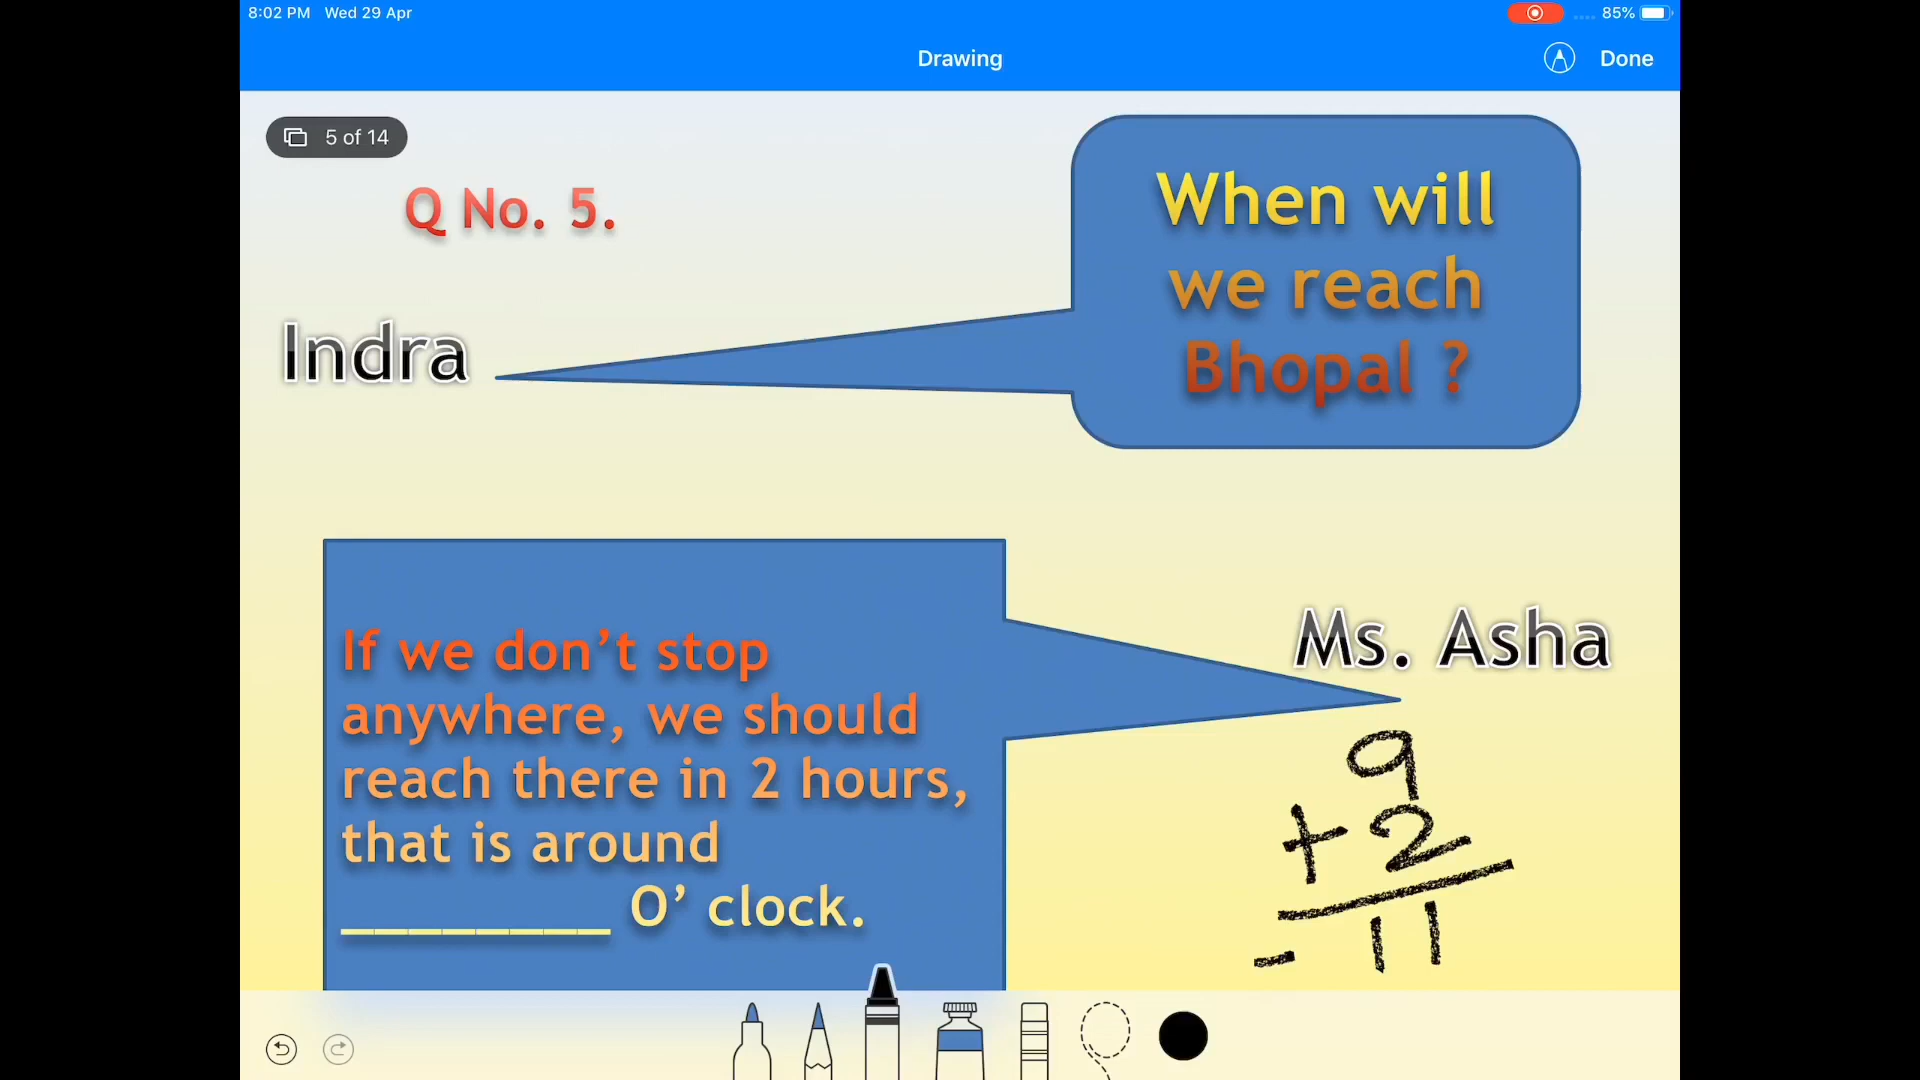 8:02 PM Wed 29 Apr
85%
Drawing
Done
5 of 14
Q No. 5.
When will
we reach
Bhopal ?
Indra
If we don’t stop
anywhere, we should
reach there in 2 hours,
that is around
________ O’ clock.
Ms. Asha
9
+2
- 11